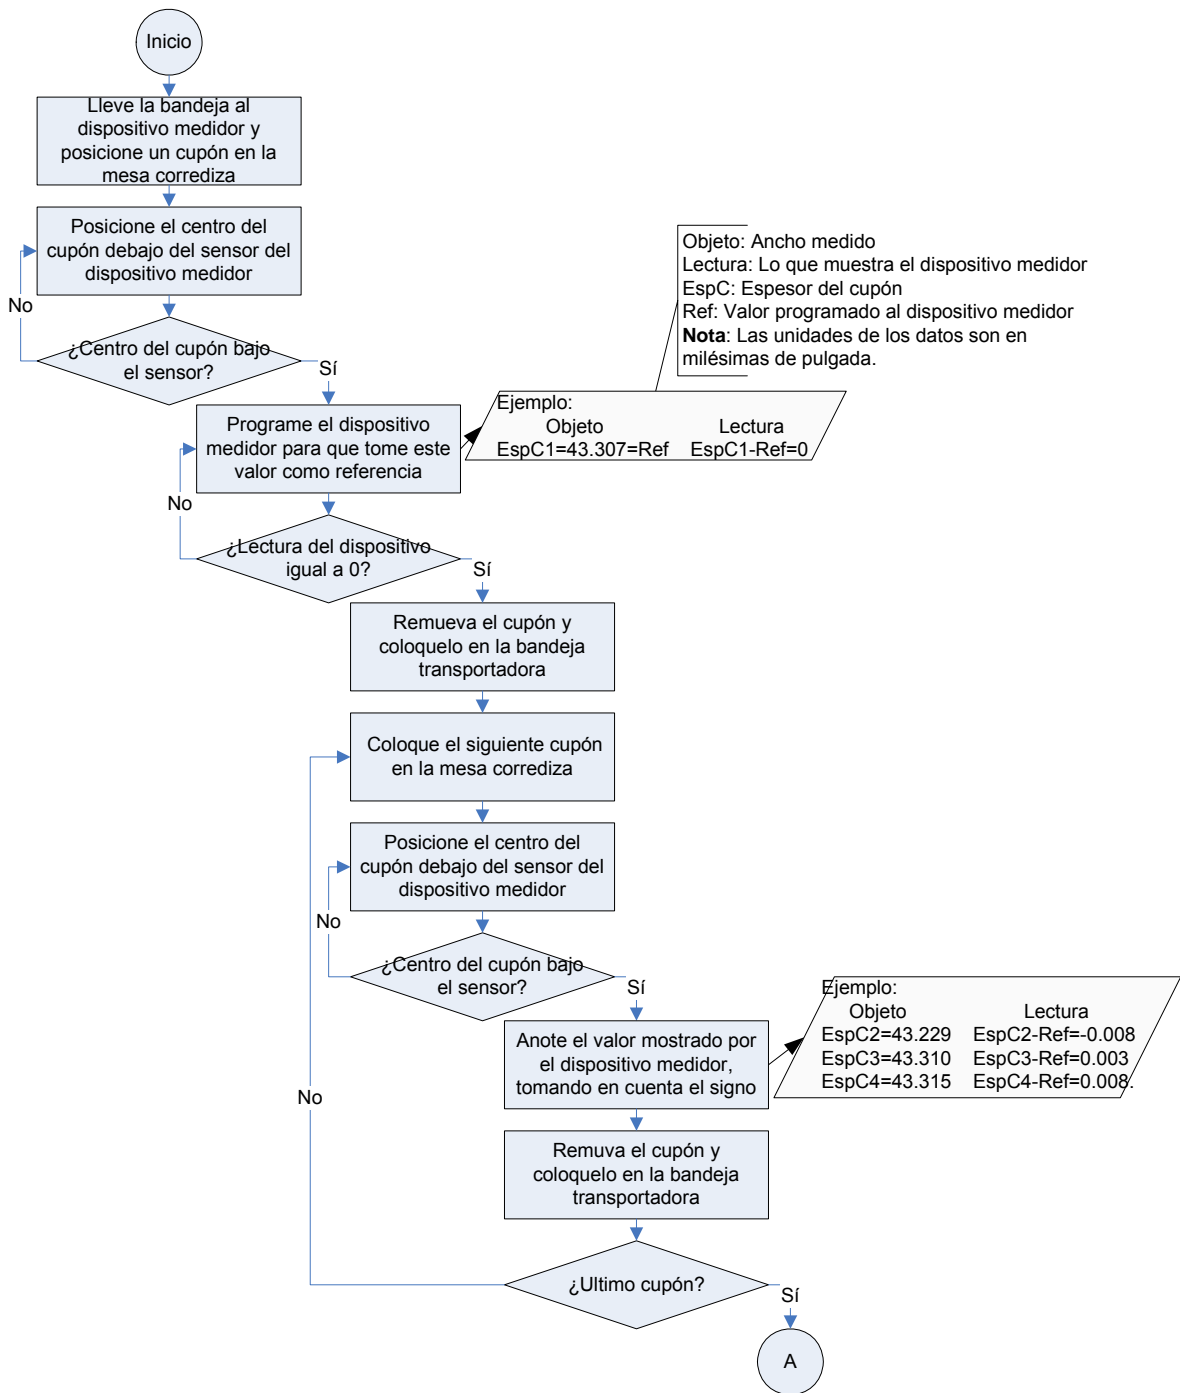 Inicio
Lleve la bandeja al
dispositivo medidor y
posicione un cupón en la
mesa corrediza
Posicione el centro del
cupón debajo del sensor del
dispositivo medidor
No
¿Centro del cupón bajo
el sensor?
Sí
Objeto: Ancho medido
Lectura: Lo que muestra el dispositivo medidor
EspC: Espesor del cupón
Ref: Valor programado al dispositivo medidor
Nota: Las unidades de los datos son en
milésimas de pulgada.
Programe el dispositivo
medidor para que tome este
valor como referencia
Ejemplo:
Objeto Lectura
EspC1=43.307=Ref EspC1-Ref=0
No
¿Lectura del dispositivo
igual a 0?
Sí
Remueva el cupón y
coloquelo en la bandeja
transportadora
Coloque el siguiente cupón
en la mesa corrediza
Posicione el centro del
cupón debajo del sensor del
dispositivo medidor
No
¿Centro del cupón bajo
el sensor?
Sí
Anote el valor mostrado por
el dispositivo medidor,
tomando en cuenta el signo
Ejemplo:
Objeto Lectura
EspC2=43.229 EspC2-Ref=-0.008
EspC3=43.310 EspC3-Ref=0.003
EspC4=43.315 EspC4-Ref=0.008.
No
Remuva el cupón y
coloquelo en la bandeja
transportadora
¿Ultimo cupón?
Sí
A